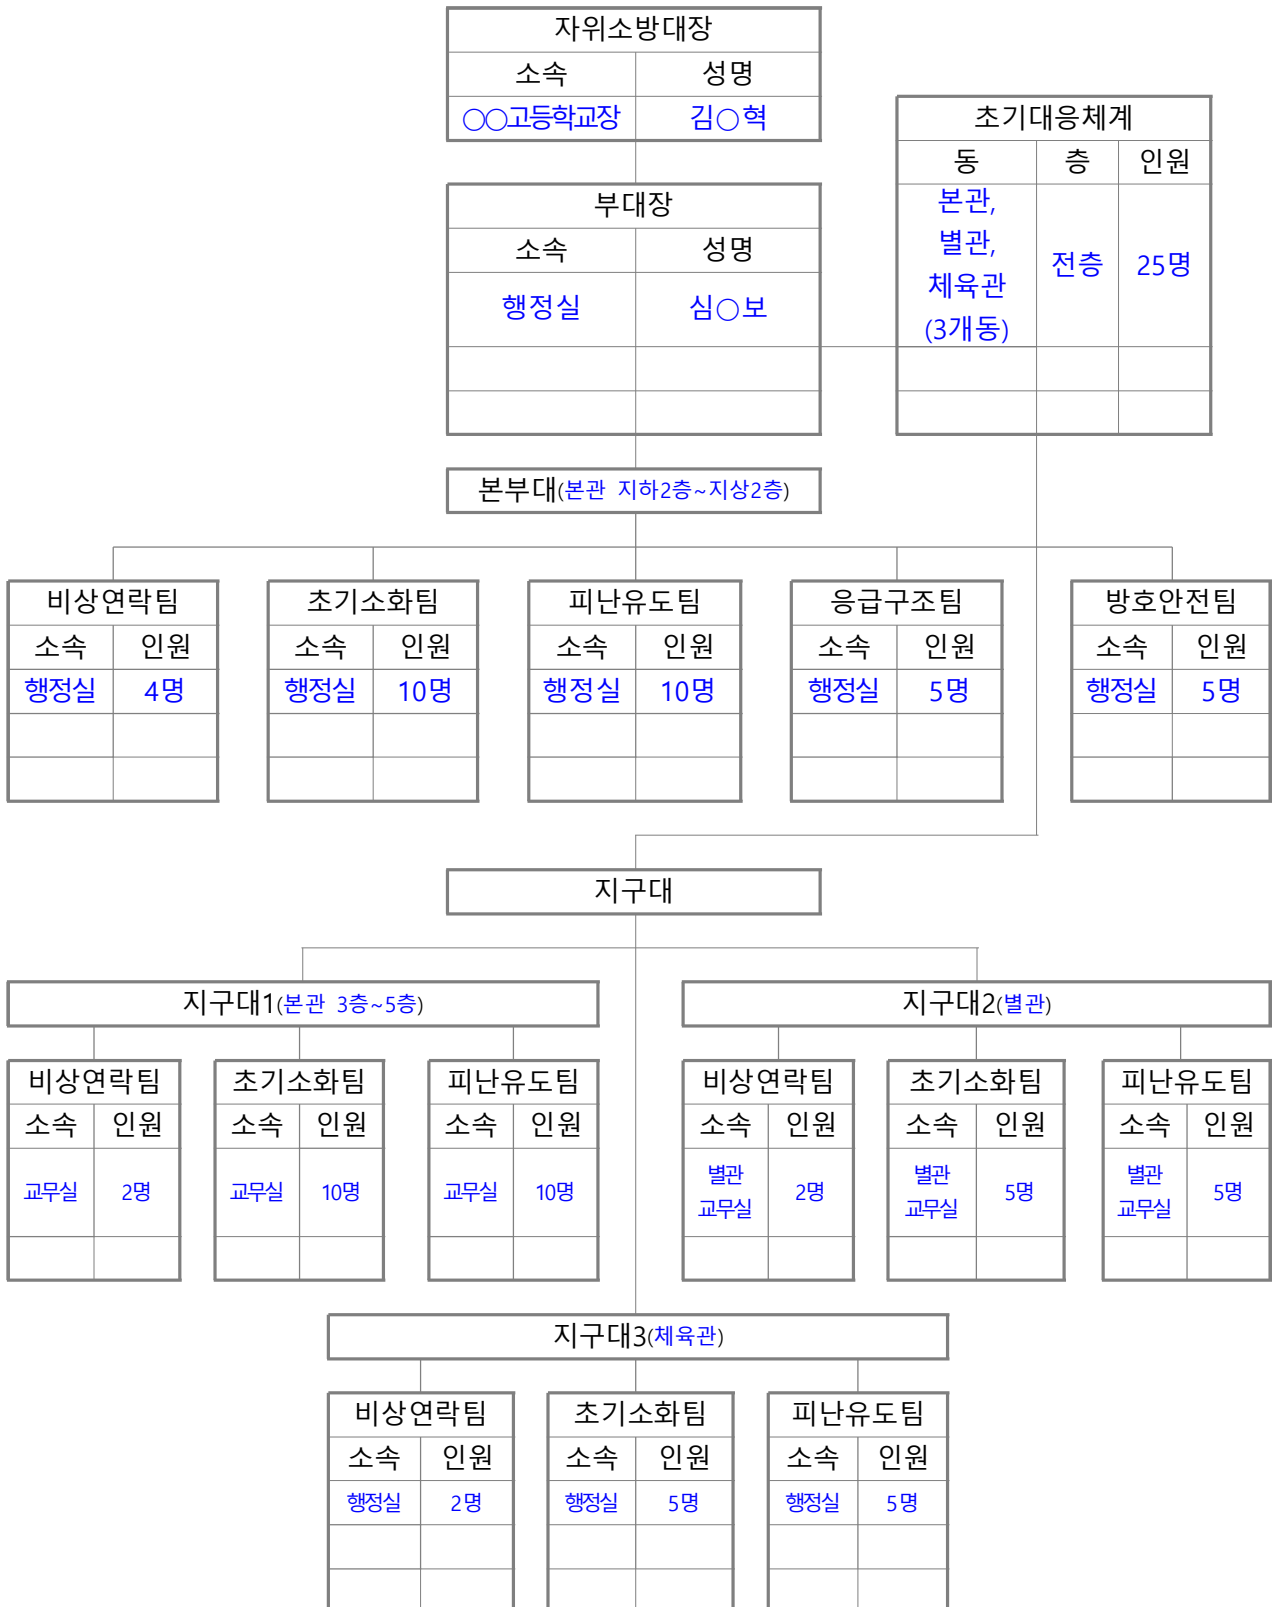 자위소방대장
소속 성명
○○고등학교장 김○혁
초기대응체계
동 층 인원
본관,
별관,
체육관
(3개동)
전층 25명
부대장
소속 성명
행정실 심○보
본부대(본관 지하2층~지상2층)
비상연락팀 초기소화팀 피난유도팀 응급구조팀 방호안전팀
소속 인원 소속 인원 소속 인원 소속 인원 소속 인원
행정실 4명 행정실 10명 행정실 10명 행정실 5명 행정실 5명
지구대
지구대1(본관 3층~5층) 지구대2(별관)
비상연락팀 초기소화팀 피난유도팀 비상연락팀 초기소화팀 피난유도팀
소속 인원 소속 인원 소속 인원 소속 인원 소속 인원 소속 인원
교무실 2명 교무실 10명 교무실 10명
별관
교무실
2명
별관
교무실
5명
별관
교무실
5명
지구대3(체육관)
비상연락팀 초기소화팀 피난유도팀
소속 인원 소속 인원 소속 인원
행정실 2명 행정실 5명 행정실 5명